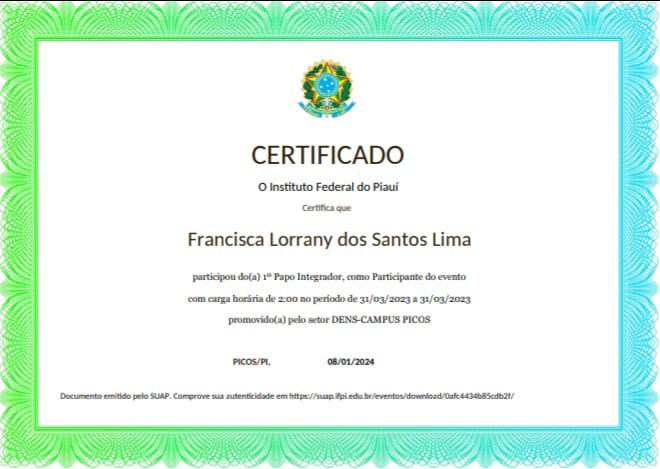 CERTIFICADO
O Instituto Federal do Piauí
Certifica que
Francisca Lorrany dos Santos Lima
participou do(a) 1º Papo Integrador, como Participante do evento
com carga horária de 2:00 no período de 31/03/2023 a 31/03/2023
promovido(a) pelo setor DENS-CAMPUS PICOS
PICOS/PI, 08/01/2024
Documento emitido pelo SUAP. Comprove sua autenticidade em https://suap.ifpi.edu.br/eventos/download/0afc4434b85cdb2f/